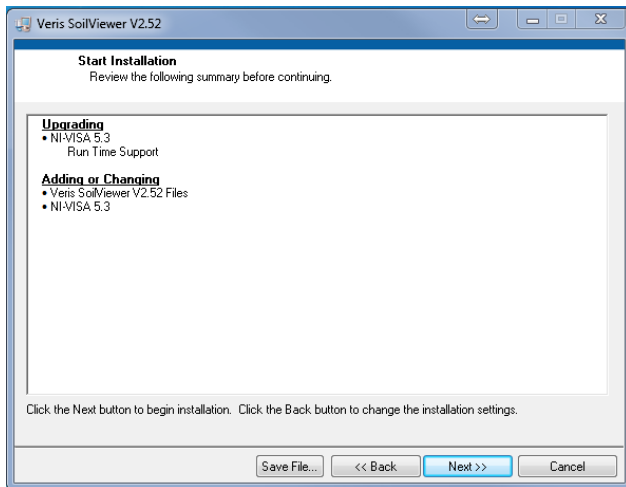 Veris SoilViewer V2.52
Start Installation
Review the following summary before continuing.
Upgrading
• NI-VISA 5.3
Run Time Support
Adding or Changing
• Veris SoilViewer V2.52 Files
• NI-VISA 5.3
Click the Next button to begin installation. Click the Back button to change the installation settings.
Save File... << Back Next >> Cancel